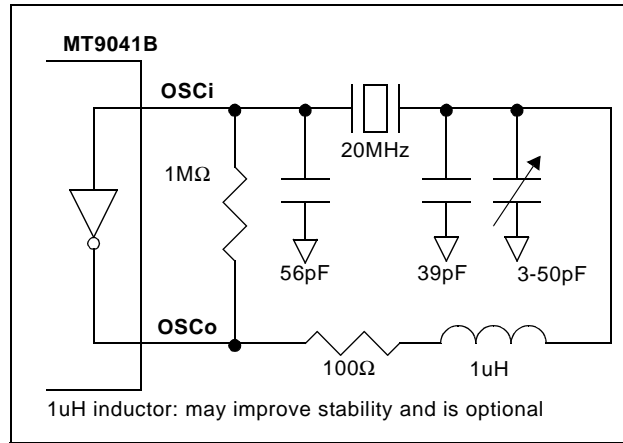 MT9041B
OSCi
20MHz
1MΩ
56pF
39pF
3-50pF
OSCo
100Ω
1uH
1uH inductor: may improve stability and is optional